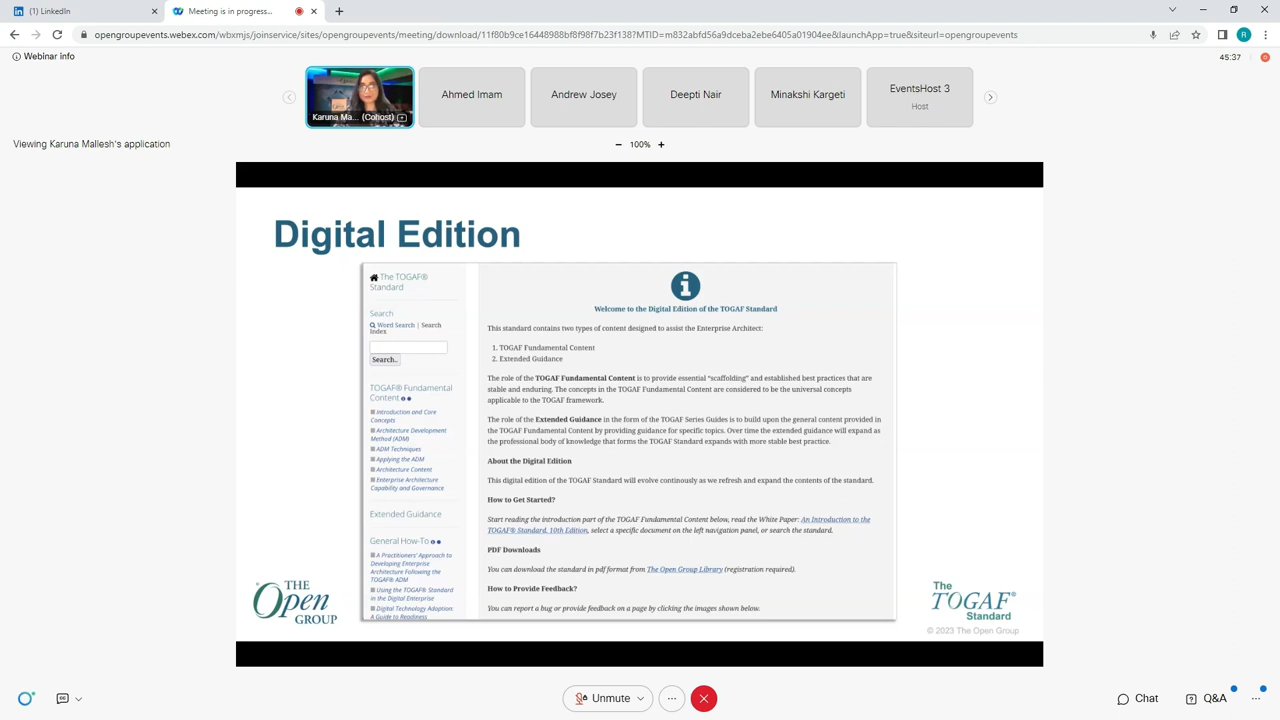 (1) LinkedIn
Meeting is in progress...
opengroupevents.webex.com/wbxmjs/joinservice/sites/opengroupevents/meeting/download/11f80b9ce16448988bf8f98f7b23f138?MTID=m832abfd56a9dceba2ebe6405a01904ee&launchApp=true&siteurl=opengroupevents
R
Webinar info
45:37
Karuna Ma... (Cohost)
Ahmed Imam
Andrew Josey
Deepti Nair
Minakshi Kargeti
EventsHost 3
Host
Viewing Karuna Mallesh's application
100%
Digital Edition
The TOGAF®
Standard
Search
Word Search | Search
Index
Search..
TOGAF® Fundamental
Content
Introduction and Core
Concepts
Architecture Development
Method (ADM)
ADM Techniques
Applying the ADM
Architecture Content
Enterprise Architecture
Capability and Governance
Extended Guidance
General How-To
A Practitioners' Approach to
Developing Enterprise
Architecture Following the
TOGAF® ADM
Using the TOGAF® Standard
in the Digital Enterprise
Digital Technology Adoption
A Guide to Readiness
Welcome to the Digital Edition of the TOGAF Standard
This standard contains two types of content designed to assist the Enterprise Architect:
1. TOGAF Fundamental Content
2. Extended Guidance
The role of the TOGAF Fundamental Content is to provide essential “scaffolding” and established best practices that are
stable and enduring. The concepts in the TOGAF Fundamental Content are considered to be the universal concepts
applicable to the TOGAF framework.
The role of the Extended Guidance in the form of the TOGAF Series Guides is to build upon the general content provided in
the TOGAF Fundamental Content by providing guidance for specific topics. Over time the extended guidance will expand as
the professional body of knowledge that forms the TOGAF Standard expands with more stable best practice.
About the Digital Edition
This digital edition of the TOGAF Standard will evolve continously as we refresh and expand the contents of the standard.
How to Get Started?
Start reading the introduction part of the TOGAF Fundamental Content below, read the White Paper: An Introduction to the
TOGAF® Standard, 10th Edition, select a specific document on the left navigation panel, or search the standard.
PDF Downloads
You can download the standard in pdf format from The Open Group Library (registration required).
How to Provide Feedback?
You can report a bug or provide feedback on a page by clicking the images shown below.
THE
Open
GROUP
The
TOGAF®
Standard
© 2023 The Open Group
Unmute
Chat
Q&A